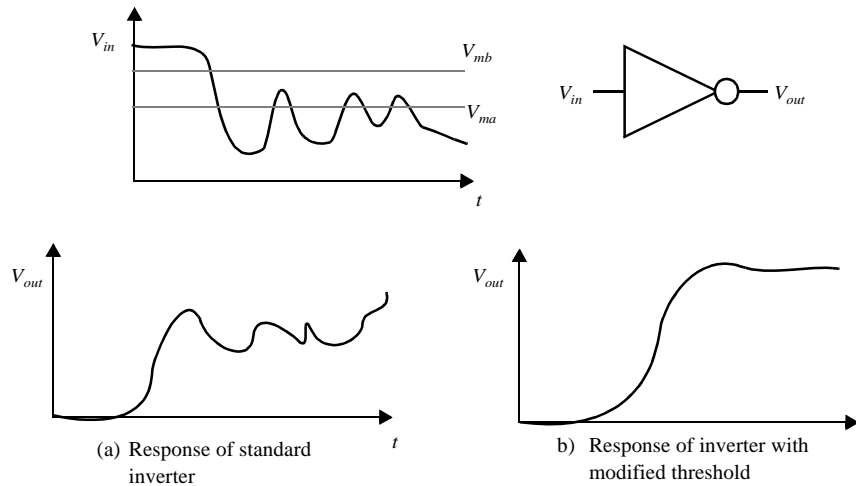 V_in
V_mb
V_ma
t
V_in
V_out
V_out
t
(a) Response of standard
inverter
V_out
b) Response of inverter with
modified threshold